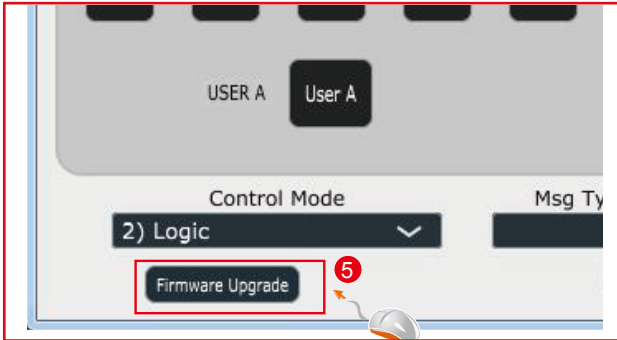 USER A User A
Control Mode Msg Ty
2) Logic
Firmware Upgrade 5